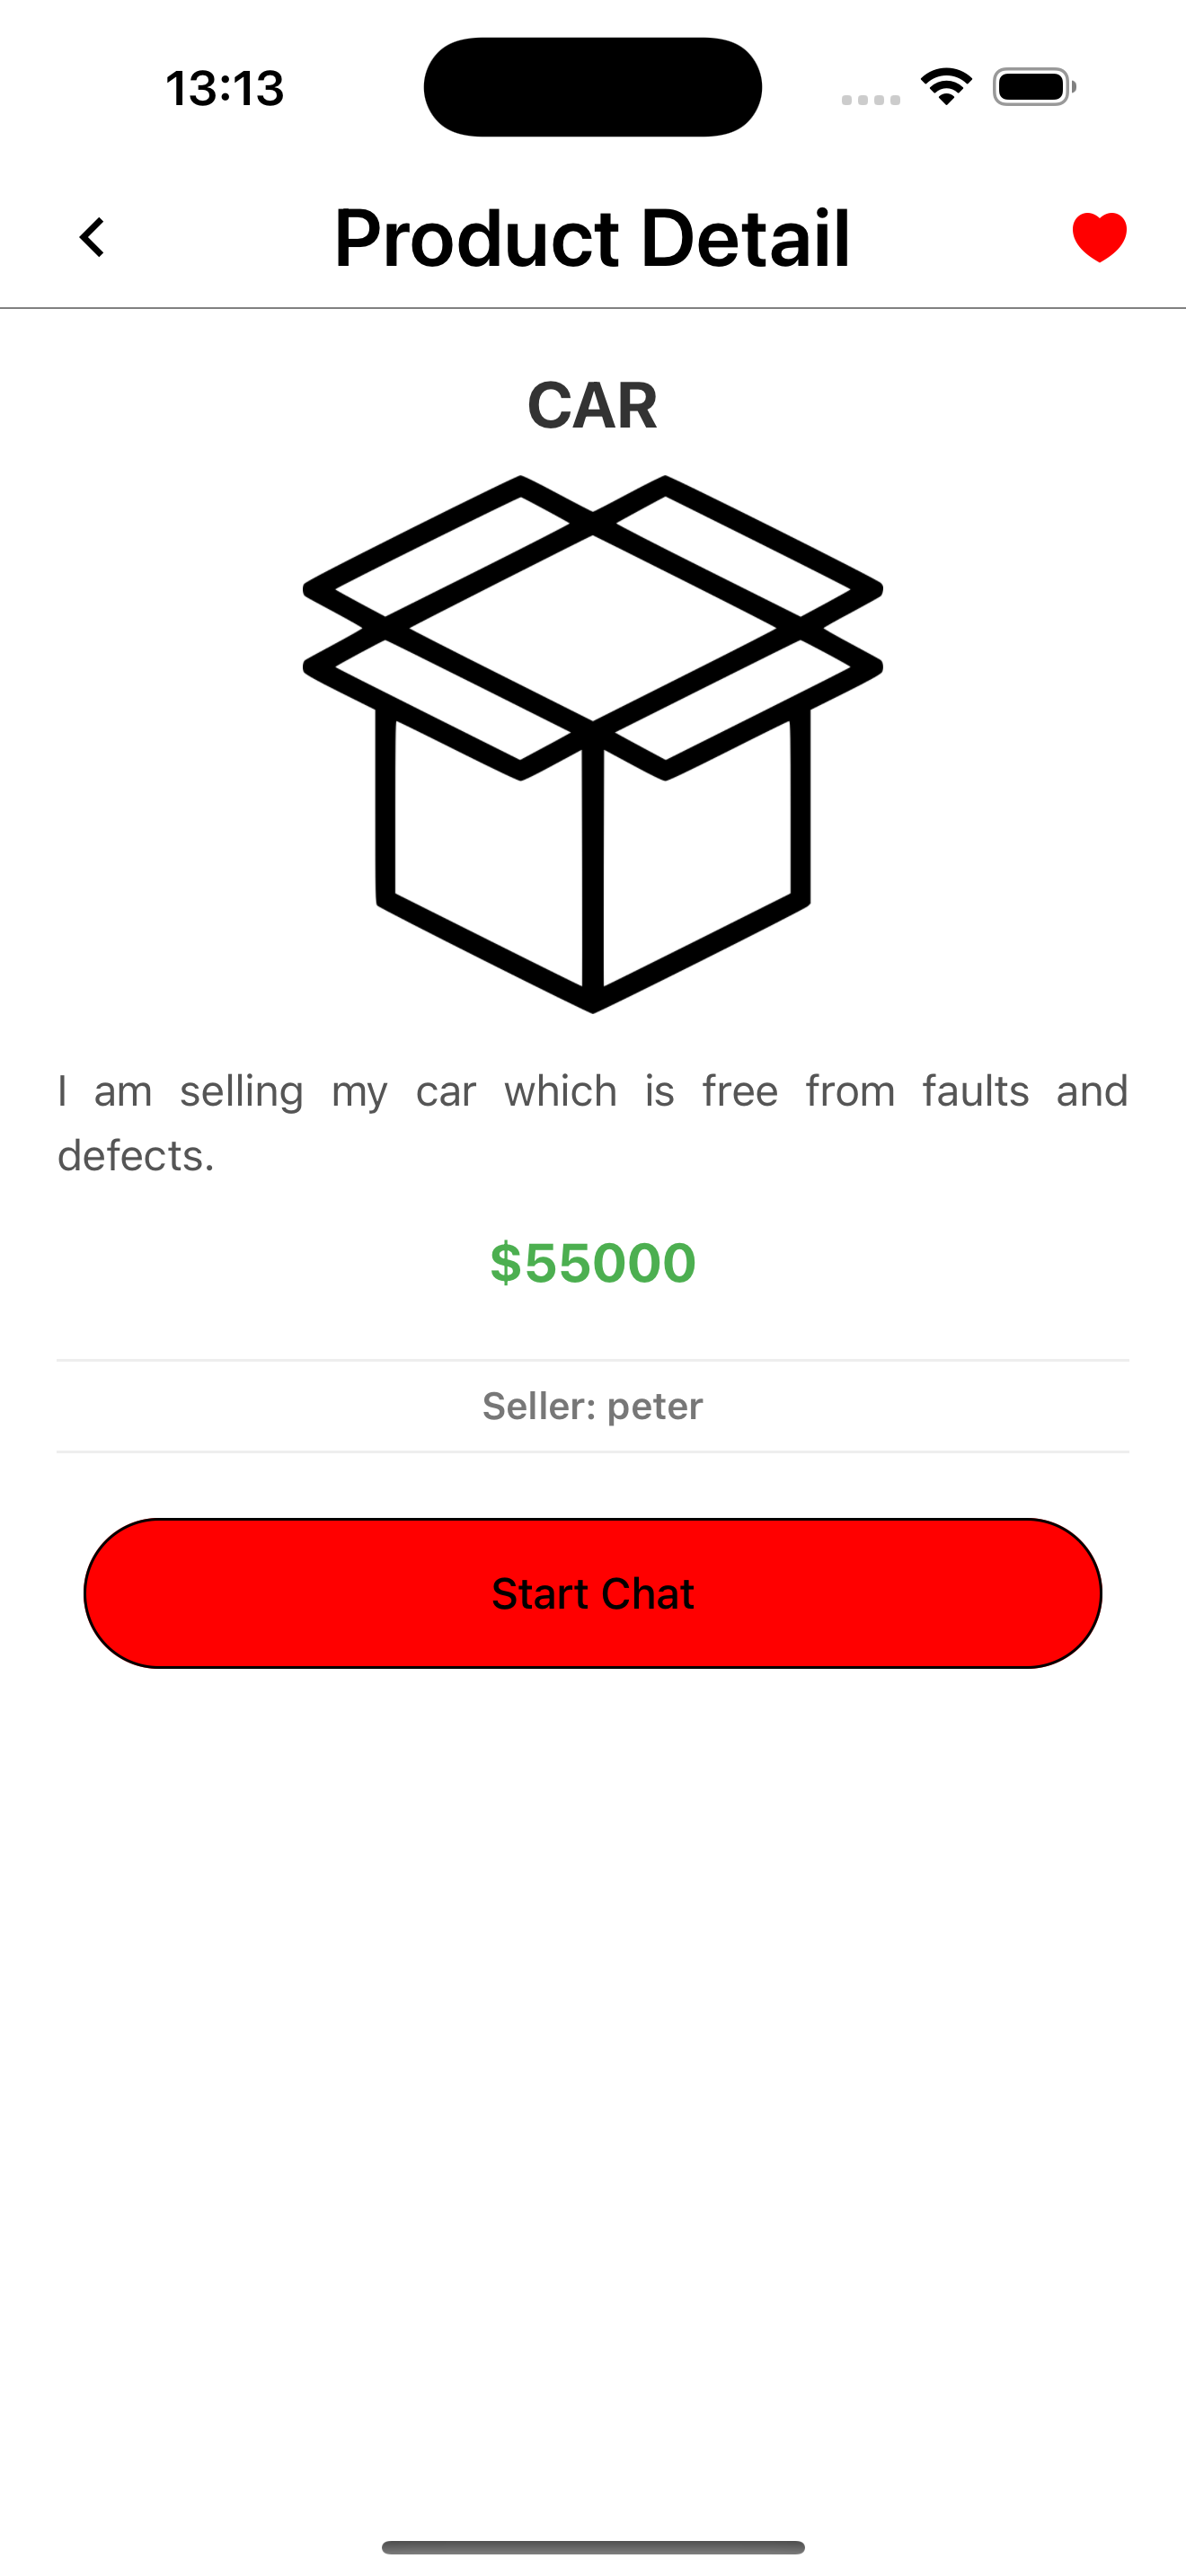 13:13
Product Detail
CAR
I am selling my car which is free from faults and
defects.
$55000
Seller: peter
Start Chat